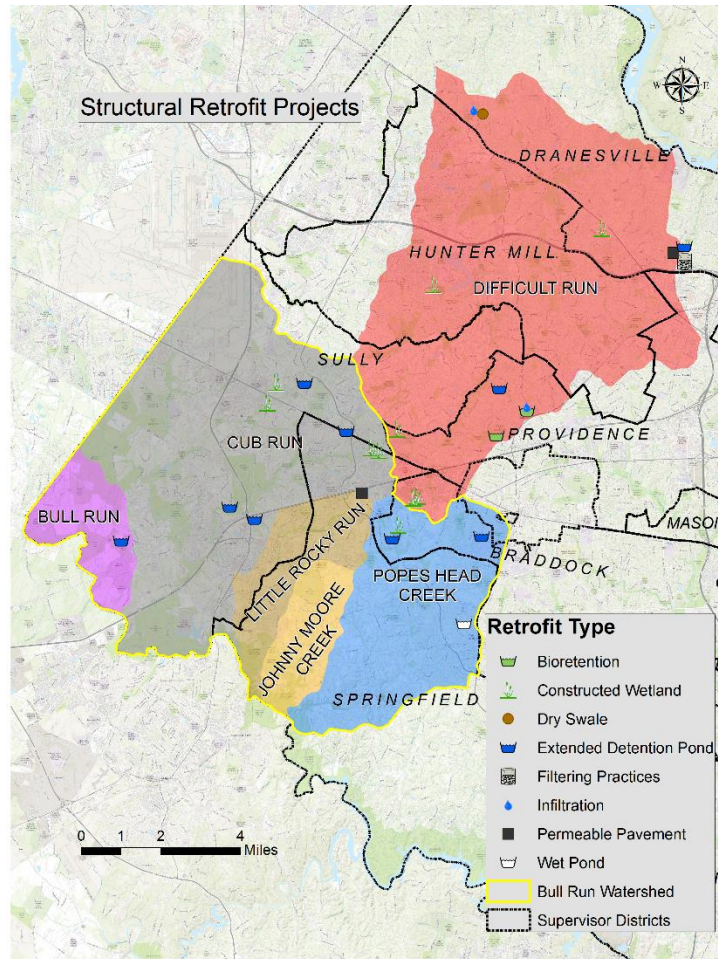 Structural Retrofit Projects
N
W E
S
DRANESVILLE
HUNTER MILL
DIFFICULT RUN
SULLY
CUB RUN
PROVIDENCE
BULL RUN
LITTLE ROCKY RUN
MASON
BRADDOCK
POPES HEAD
CREEK
JOHNNY MOORE
CREEK
SPRINGFIELD
Retrofit Type
Bioretention
Constructed Wetland
Dry Swale
Extended Detention Pond
Filtering Practices
Infiltration
Permeable Pavement
Wet Pond
Bull Run Watershed
Supervisor Districts
0 1 2 4
Miles